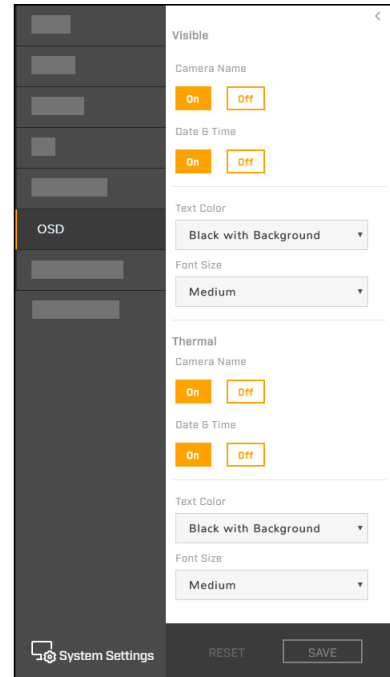 Visible
Camera Name
On Off
Date & Time
On Off
Text Color
Black with Background
Font Size
Medium
Thermal
Camera Name
On Off
Date & Time
On Off
Text Color
Black with Background
Font Size
Medium
OSD
System Settings
RESET SAVE